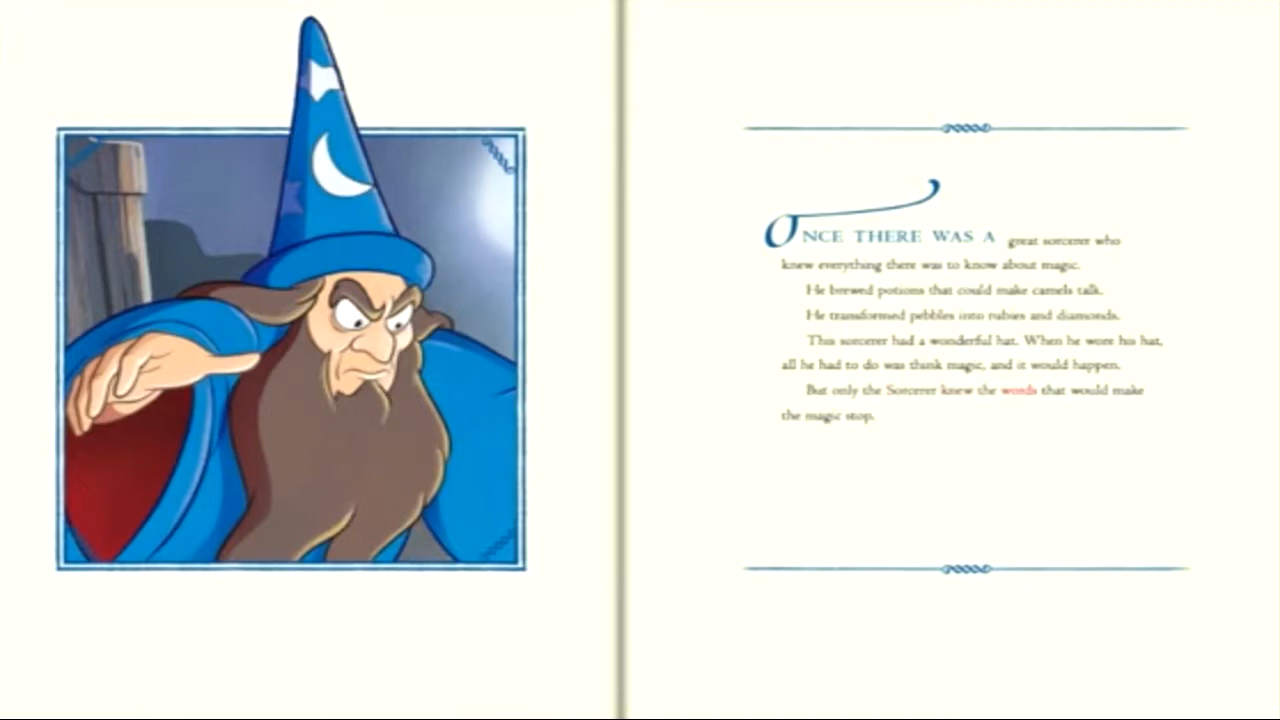 ONCE THERE WAS A great sorcerer who
knew everything there was to know about magic.
He brewed potions that could make camels talk.
He transformed pebbles into rubies and diamonds.
This sorcerer had a wonderful hat. When he wore his hat,
all he had to do was think magic, and it would happen.
But only the Sorcerer knew the words that would make
the magic stop.